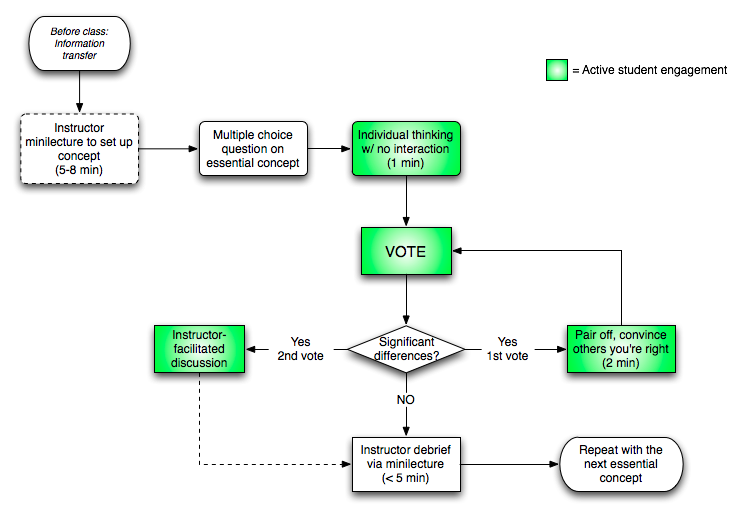 Before class:
Information
transfer
= Active student engagement
Instructor
minilecture to set up
concept
(5-8 min)
Multiple choice
question on
essential concept
Individual thinking
w/ no interaction
(1 min)
VOTE
Instructor-
facilitated
discussion
Yes
2nd vote
Significant
differences?
Yes
1st vote
Pair off, convince
others you're right
(2 min)
NO
Instructor debrief
via minilecture
(< 5 min)
Repeat with the
next essential
concept